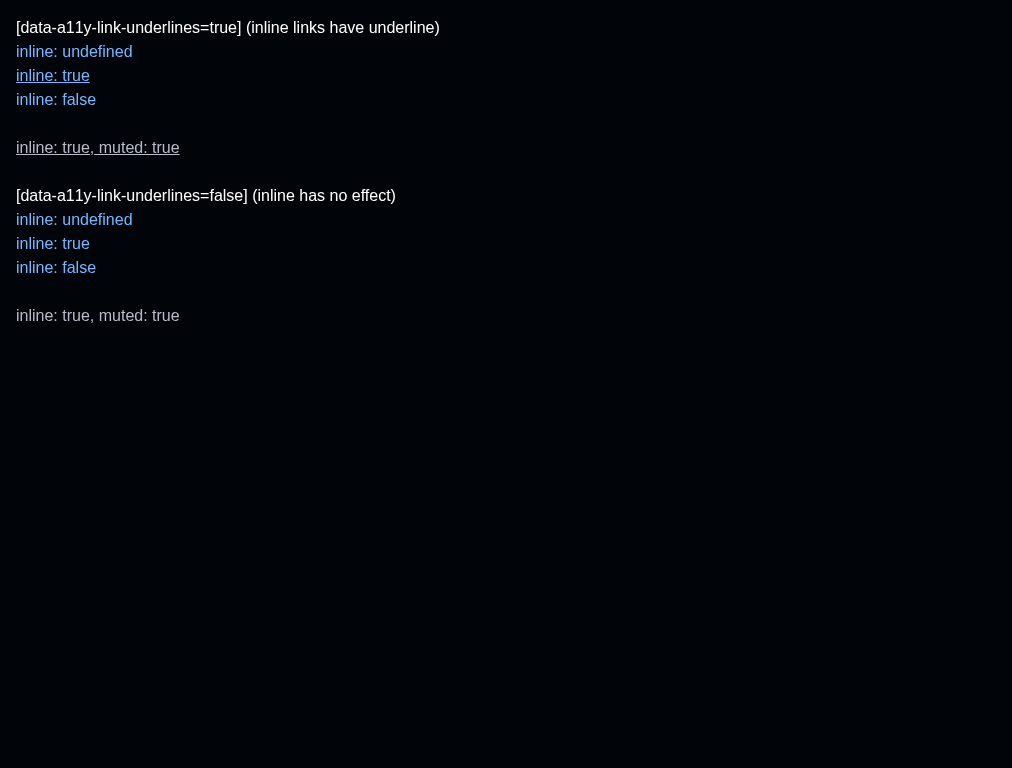 [data-a11y-link-underlines=true] (inline links have underline)
inline: undefined
inline: true
inline: false
inline: true, muted: true
[data-a11y-link-underlines=false] (inline has no effect)
inline: undefined
inline: true
inline: false
inline: true, muted: true